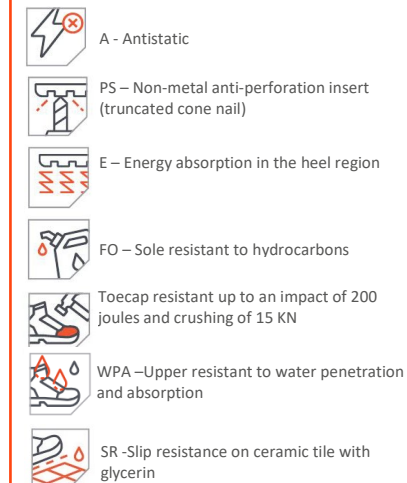 A - Antistatic
PS – Non-metal anti-perforation insert
(truncated cone nail)
E – Energy absorption in the heel region
FO – Sole resistant to hydrocarbons
Toecap resistant up to an impact of 200
joules and crushing of 15 KN
WPA –Upper resistant to water penetration
and absorption
SR -Slip resistance on ceramic tile with
glycerin